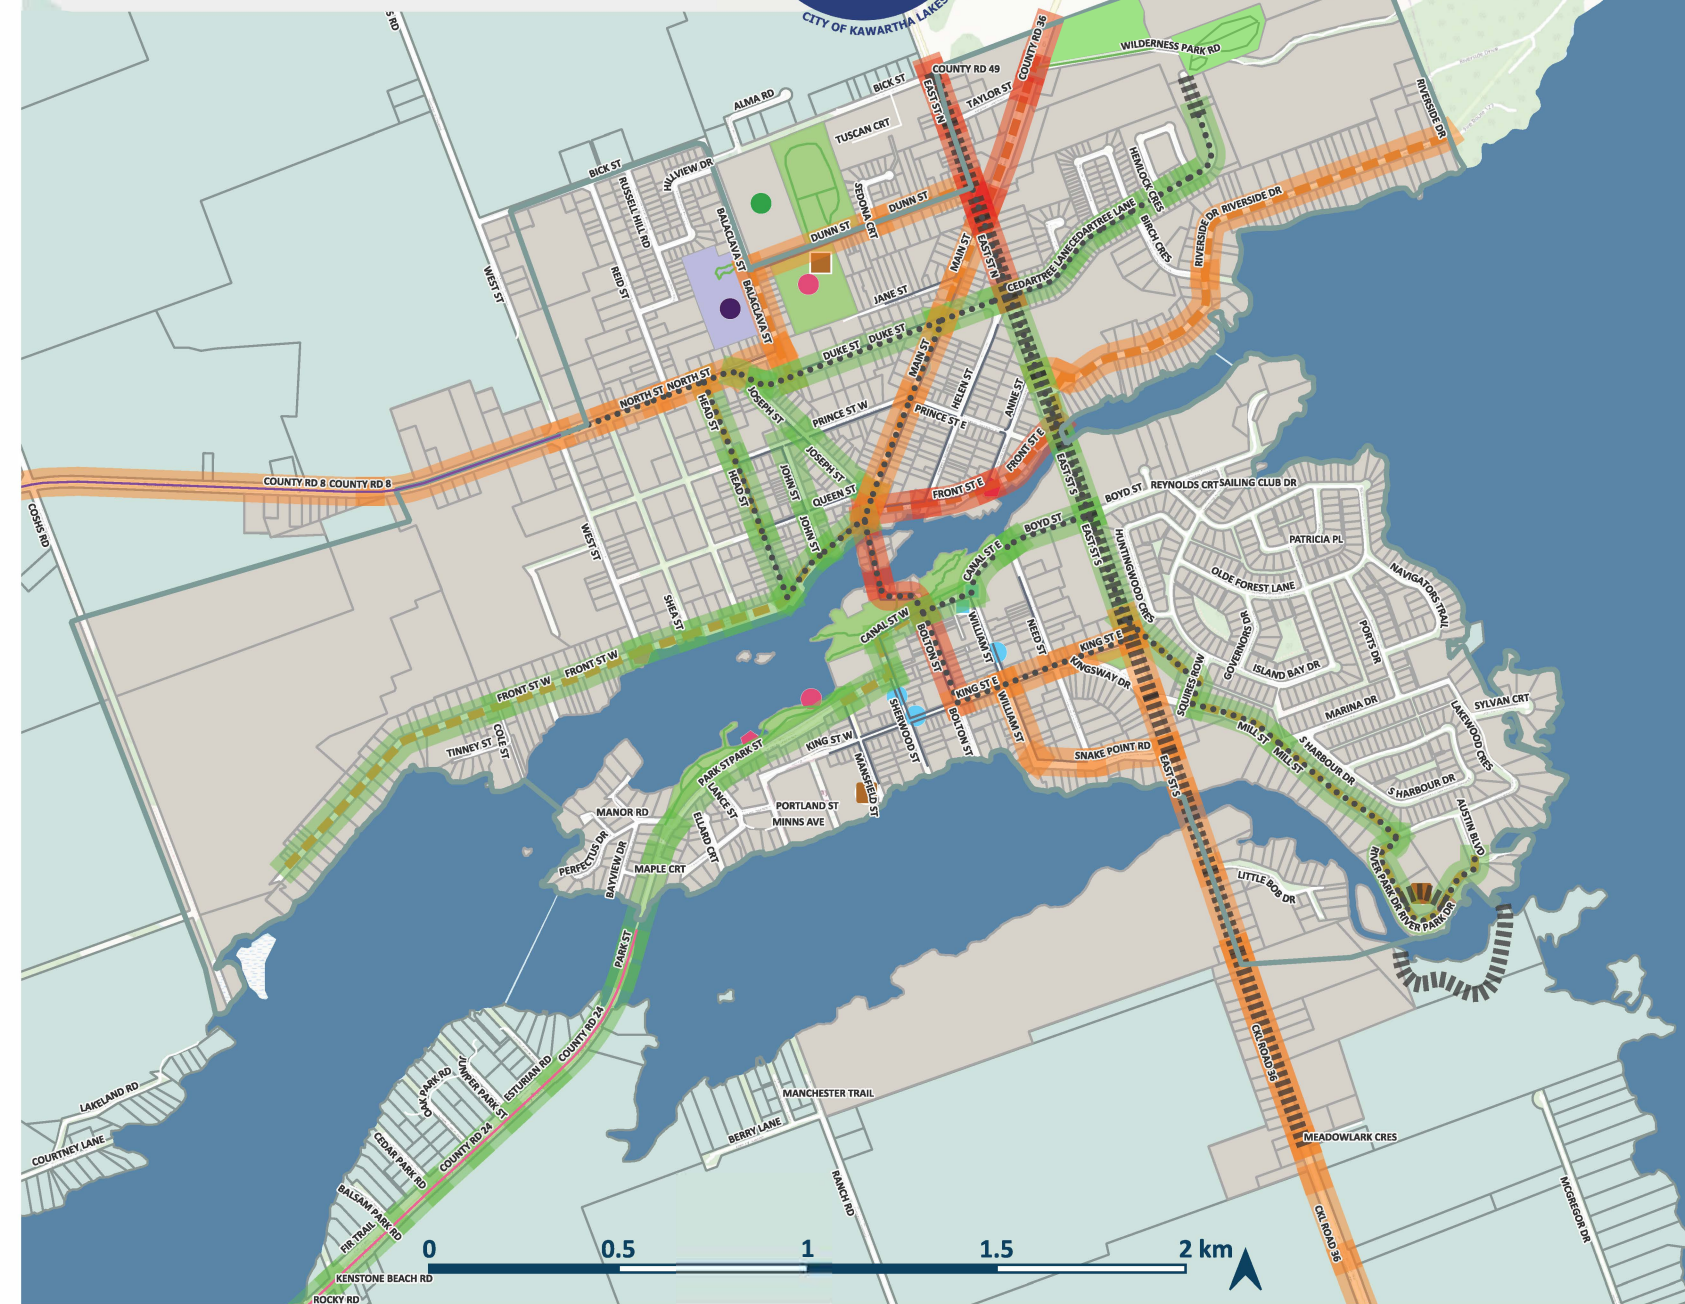 CITY OF KAWARTHA LAKES
S RD
COUNTY RD 36
COUNTY RD 49
WILDERNESS PARK RD
BICK ST
EAST ST N
TAYLOR ST
ALMA RD
TUSCAN CRT
RIVERSIDE DR
BICK ST
HILLVIEW DR
RUSSELL HILL RD
SEDONA CRT
HEMLOCK CRES
BALACLAVA ST
DUNN ST
DUNN ST
RIVERSIDE DR
RIVERSIDE DR
BIRCH CRES
MAIN ST
EAST ST N
CEDARTREE LANE
CEDARTREE LANE
WEST ST
REID ST
BALACLAVA ST
JANE ST
DUKE ST
DUKE ST
MAIN ST
NORTH ST
NORTH ST
HEAD ST
JOSEPH ST
PRINCE ST W
PRINCE ST E
HELEN ST
ANNE ST
FRONT ST E
JOSEPH ST
COUNTY RD 8
COUNTY RD 8
COSHS RD
HEAD ST
JOHN ST
QUEEN ST
FRONT ST E
EAST ST S
BOYD ST
REYNOLDS CRT
SAILING CLUB DR
WEST ST
JOHN ST
BOYD ST
EAST ST S
HUNTINGWOOD CRES
PATRICIA PL
CANAL ST E
OLDE FOREST LANE
NAVIGATORS TRAIL
SHEA ST
CANAL ST W
BOLTON ST
WILLIAM ST
NEED ST
KING ST E
GOVERNORS RD
PORTS DR
ISLAND BAY DR
FRONT ST W
FRONT ST W
KING ST E
KINGSWAY DR
SQUIRES ROW
MARINA DR
SYLVAN CRT
TINNEY ST
COLE ST
SHERWOOD ST
BOLTON ST
WILLIAM ST
LAKEWOOD CRES
PARK ST
PARK ST
KING ST W
SNAKE POINT RD
MILL ST
MILL ST
S HARBOUR DR
S HARBOUR DR
LANCE ST
MANSFIELD ST
EAST ST S
MANOR RD
PORTLAND ST
MINNS AVE
AUSTIN BLVD
PERFECTUS DR
BAYVIEW DR
ELLARD CRT
MAPLE CRT
RIVER PARK DR
RIVER PARK DR
LITTLE BOB DR
PARK ST
COUNTY RD 24
CKL ROAD 36
LAKELAND RD
OAK PARK RD
JUNIPER PARK ST
ESTURIAN RD
MANCHESTER TRAIL
BERRY LANE
COURTNEY LANE
CEDAR PARK RD
COUNTY RD 24
MEADOWLARK CRES
RANCH RD
MCGREGOR DR
BALSAM PARK RD
FIR TRAIL
CKL ROAD 36
KENSTONE BEACH RD
ROCKY RD
0 0.5 1 1.5 2 km